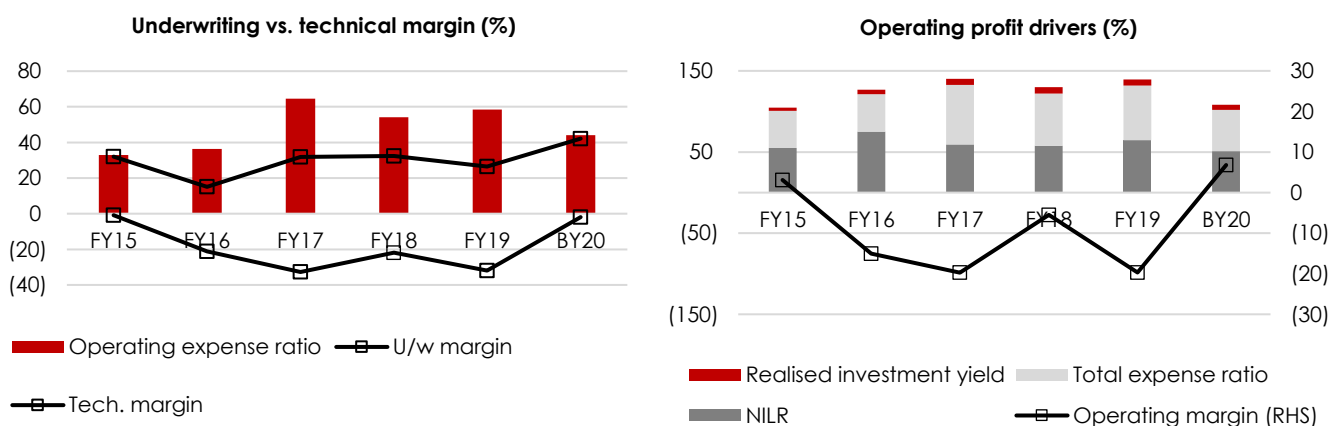 Underwriting vs. technical margin (%)
80
60
40
20
0
(20)
(40)
FY15 FY16 FY17 FY18 FY19 BY20
Operating expense ratio U/w margin
Tech. margin
Operating profit drivers (%)
150
50
(50)
(150)
30
20
10
0
(10)
(20)
(30)
FY15 FY16 FY17 FY18 FY19 BY20
Realised investment yield Total expense ratio
NILR Operating margin (RHS)